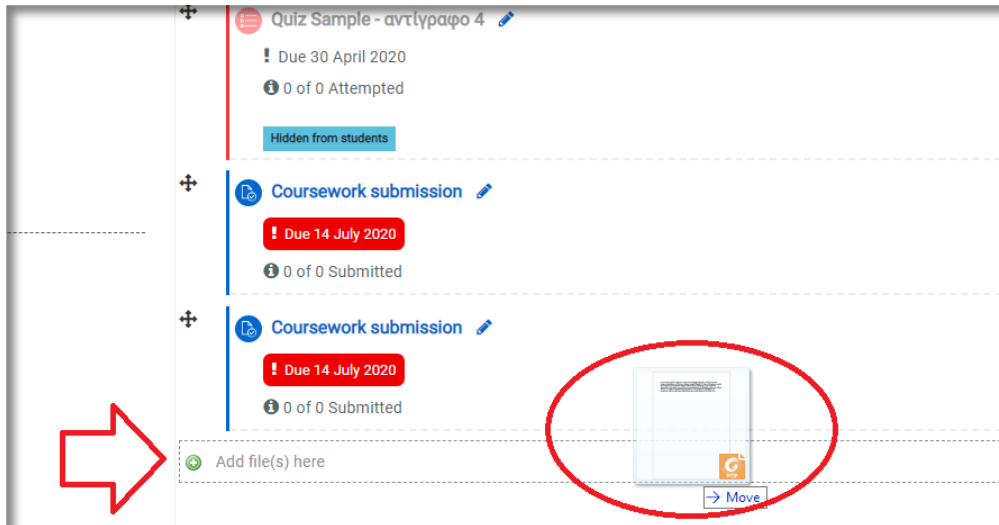 Quiz Sample - αντίγραφο 4
! Due 30 April 2020
0 of 0 Attempted
Hidden from students
Coursework submission
! Due 14 July 2020
0 of 0 Submitted
Coursework submission
! Due 14 July 2020
0 of 0 Submitted
Add file(s) here
→ Move